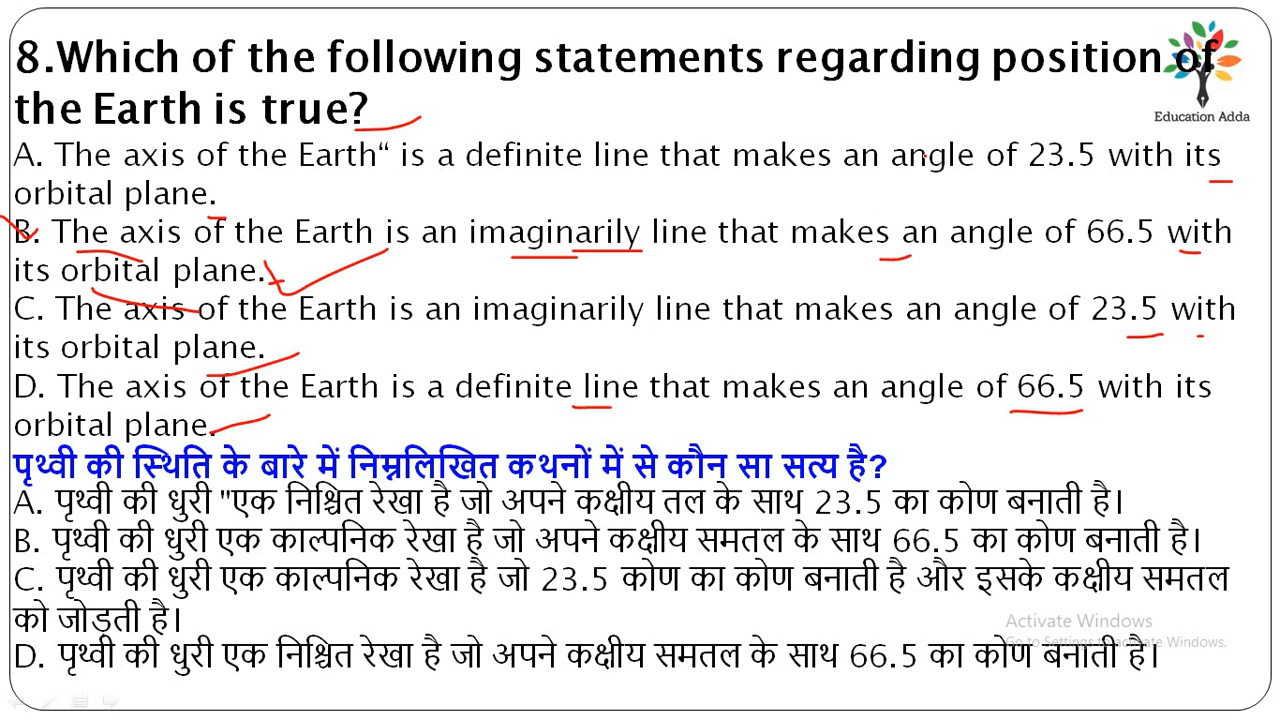 8.Which of the following statements regarding position of
the Earth is true?
Education Adda
A. The axis of the Earth“ is a definite line that makes an angle of 23.5 with its
orbital plane.
B. The axis of the Earth is an imaginarily line that makes an angle of 66.5 with
its orbital plane.
C. The axis of the Earth is an imaginarily line that makes an angle of 23.5 with
its orbital plane.
D. The axis of the Earth is a definite line that makes an angle of 66.5 with its
orbital plane.
पृथ्वी की स्थिति के बारे में निम्नलिखित कथनों में से कौन सा सत्य है?
A. पृथ्वी की धुरी "एक निश्चित रेखा है जो अपने कक्षीय तल के साथ 23.5 का कोण बनाती है।
B. पृथ्वी की धुरी एक काल्पनिक रेखा है जो अपने कक्षीय समतल के साथ 66.5 का कोण बनाती है।
C. पृथ्वी की धुरी एक काल्पनिक रेखा है जो 23.5 कोण का कोण बनाती है और इसके कक्षीय समतल
को जोड़ती है।
D. पृथ्वी की धुरी एक निश्चित रेखा है जो अपने कक्षीय समतल के साथ 66.5 का कोण बनाती है।
Activate Windows
Go to Settings to activate Windows.